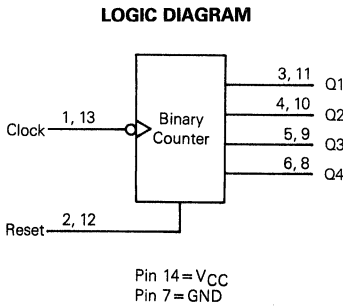 LOGIC DIAGRAM
3, 11
Q1
4, 10
Q2
1, 13
Clock
Binary
Counter
5, 9
Q3
6, 8
Q4
2, 12
Reset
Pin 14 = VCC
Pin 7 = GND